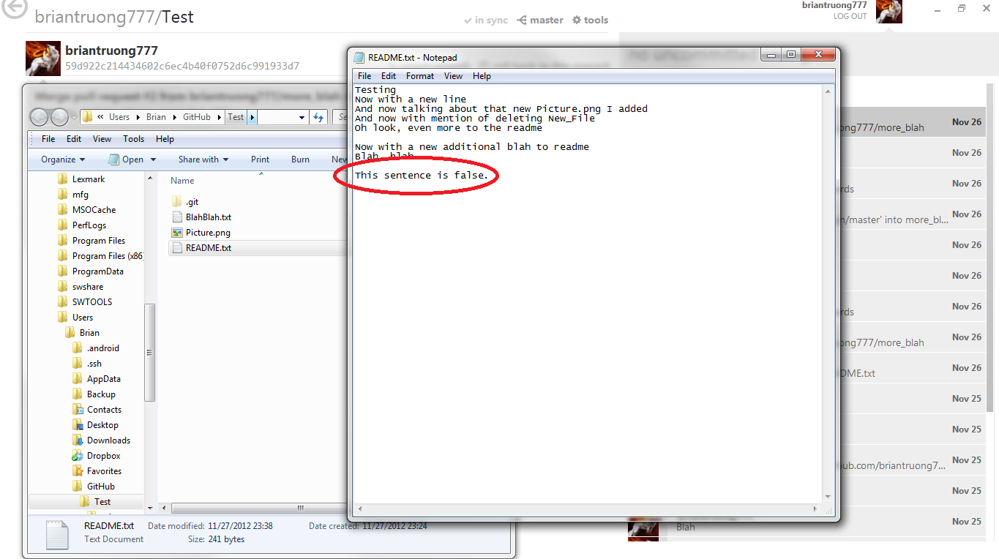 briantruong777/Test
in sync
master
tools
briantruong777
LOG OUT
briantruong777
59d922c214434602c6ec4b40f0752d6c991933d7
no uncommitted
Merge pull request #2 from briantruong777/more_blah
« Users Brian GitHub Test
File Edit View Tools Help
Organize Open Share with Print Burn
Lexmark
mfg
MSOCache
PerfLogs
Program Files
Program Files (x86
ProgramData
swshare
SWTOOLS
Users
Brian
.android
.ssh
AppData
Backup
Contacts
Desktop
Downloads
Dropbox
Favorites
GitHub
Test
Name
.git
BlahBlah.txt
Picture.png
README.txt
README.txt Date modified: 11/27/2012 23:38 Date created: 11/27/2012 23:24
Text Document Size: 241 bytes
README.txt - Notepad
File Edit Format View Help
Testing
Now with a new line
And now talking about that new Picture.png I added
And now with mention of deleting New_File
Oh look, even more to the readme
Now with a new additional blah to readme
Blah, blah
This sentence is false.
ong777/more_blah Nov 26
Nov 26
rds Nov 26
n/master' into more_bl... Nov 26
Nov 26
Nov 26
rds Nov 26
ong777/more_blah Nov 26
DME.txt Nov 26
Nov 25
Nov 25
ub.com/briantruong7... Nov 25
Nov 25
Nov 25
Blah